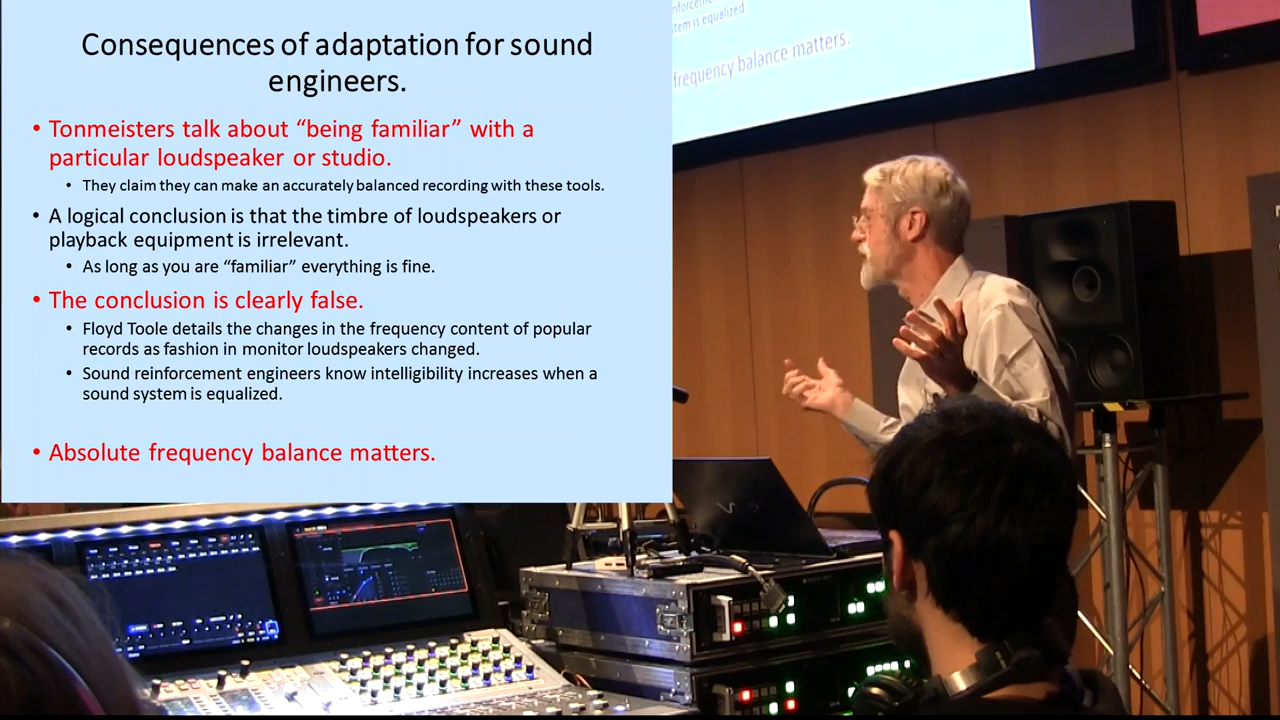 Consequences of adaptation for sound
engineers.
• Tonmeisters talk about “being familiar” with a
particular loudspeaker or studio.
• They claim they can make an accurately balanced recording with these tools.
• A logical conclusion is that the timbre of loudspeakers or
playback equipment is irrelevant.
• As long as you are “familiar” everything is fine.
• The conclusion is clearly false.
• Floyd Toole details the changes in the frequency content of popular
records as fashion in monitor loudspeakers changed.
• Sound reinforcement engineers know intelligibility increases when a
sound system is equalized.
• Absolute frequency balance matters.
stem is equalized.
frequency balance matters.